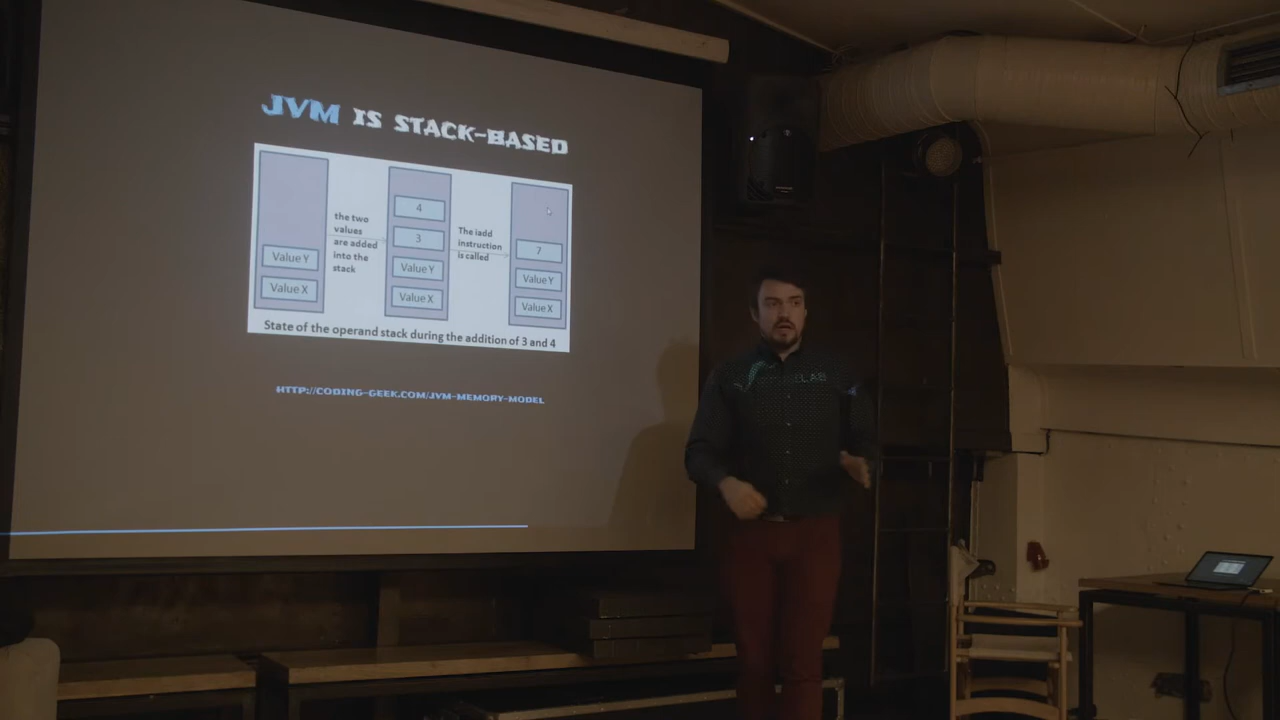 JVM IS STACK-BASED
Value Y
Value X
the two
values
are added
into the
stack
4
3
Value Y
Value X
The iadd
instruction
is called
7
Value Y
Value X
State of the operand stack during the addition of 3 and 4
HTTP://CODING-GEEK.COM/JVM-MEMORY-MODEL